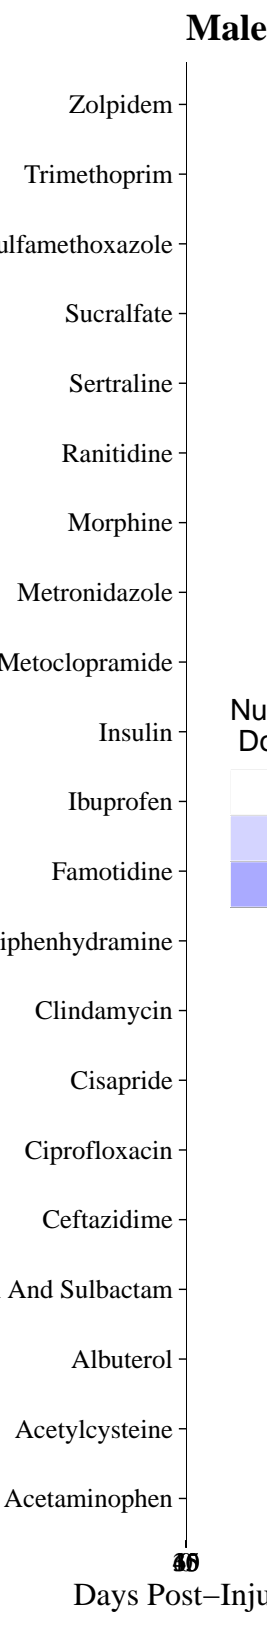 Male
Zolpidem
Trimethoprim
ulfamethoxazole
Sucralfate
Sertraline
Ranitidine
Morphine
Metronidazole
Metoclopramide
Nu
Do
Insulin
Ibuprofen
Famotidine
iphenhydramine
Clindamycin
Cisapride
Ciprofloxacin
Ceftazidime
And Sulbactam
Albuterol
Acetylcysteine
Acetaminophen
Days Post−Inju